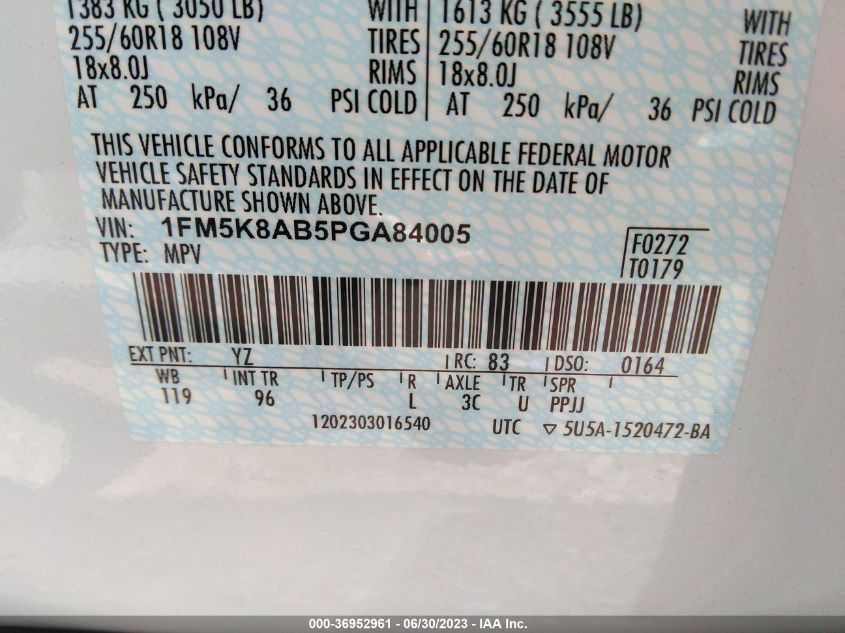 1383 KG ( 3050 LB) WITH 1613 KG ( 3555 LB) WITH
255/60R18 108V TIRES 255/60R18 108V TIRES
18x8.0J RIMS 18x8.0J RIMS
AT 250 kPa/ 36 PSI COLD AT 250 kPa/ 36 PSI COLD
THIS VEHICLE CONFORMS TO ALL APPLICABLE FEDERAL MOTOR
VEHICLE SAFETY STANDARDS IN EFFECT ON THE DATE OF
MANUFACTURE SHOWN ABOVE.
VIN: 1FM5K8AB5PGA84005
TYPE: MPV
F0272
T0179
EXT PNT: YZ RC: 83 DSO: 0164
WB INT TR TP/PS R AXLE TR SPR
119 96 L 3C U PPJJ
1202303016540 UTC ▽ 5U5A-1520472-BA
000-36952961 - 06/30/2023 - IAA Inc.